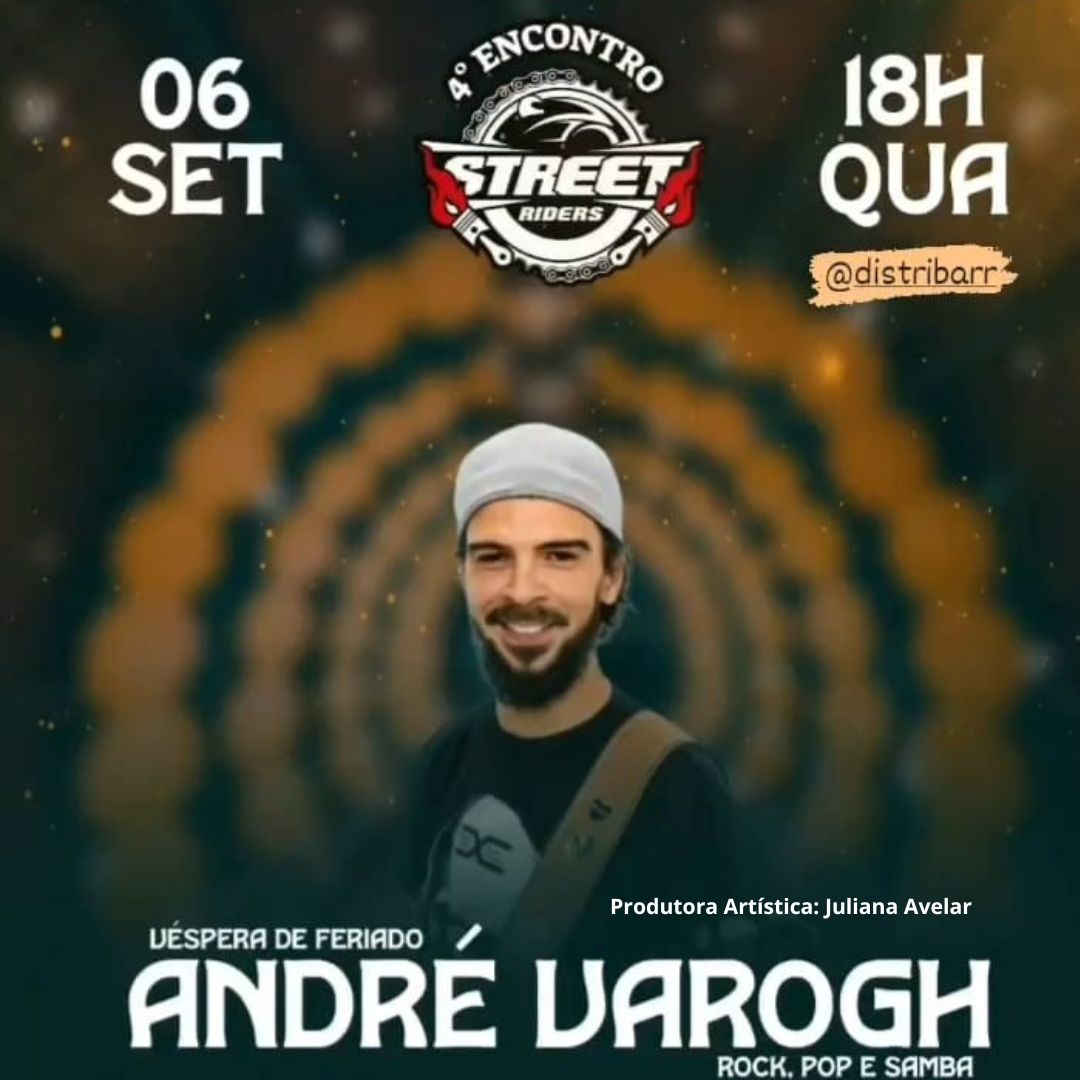 4º ENCONTRO
STREET
RIDERS
06
SET
18H
QUA
@distribarr
Produtora Artística: Juliana Avelar
VÉSPERA DE FERIADO
ANDRÉ VAROGH
ROCK, POP E SAMBA